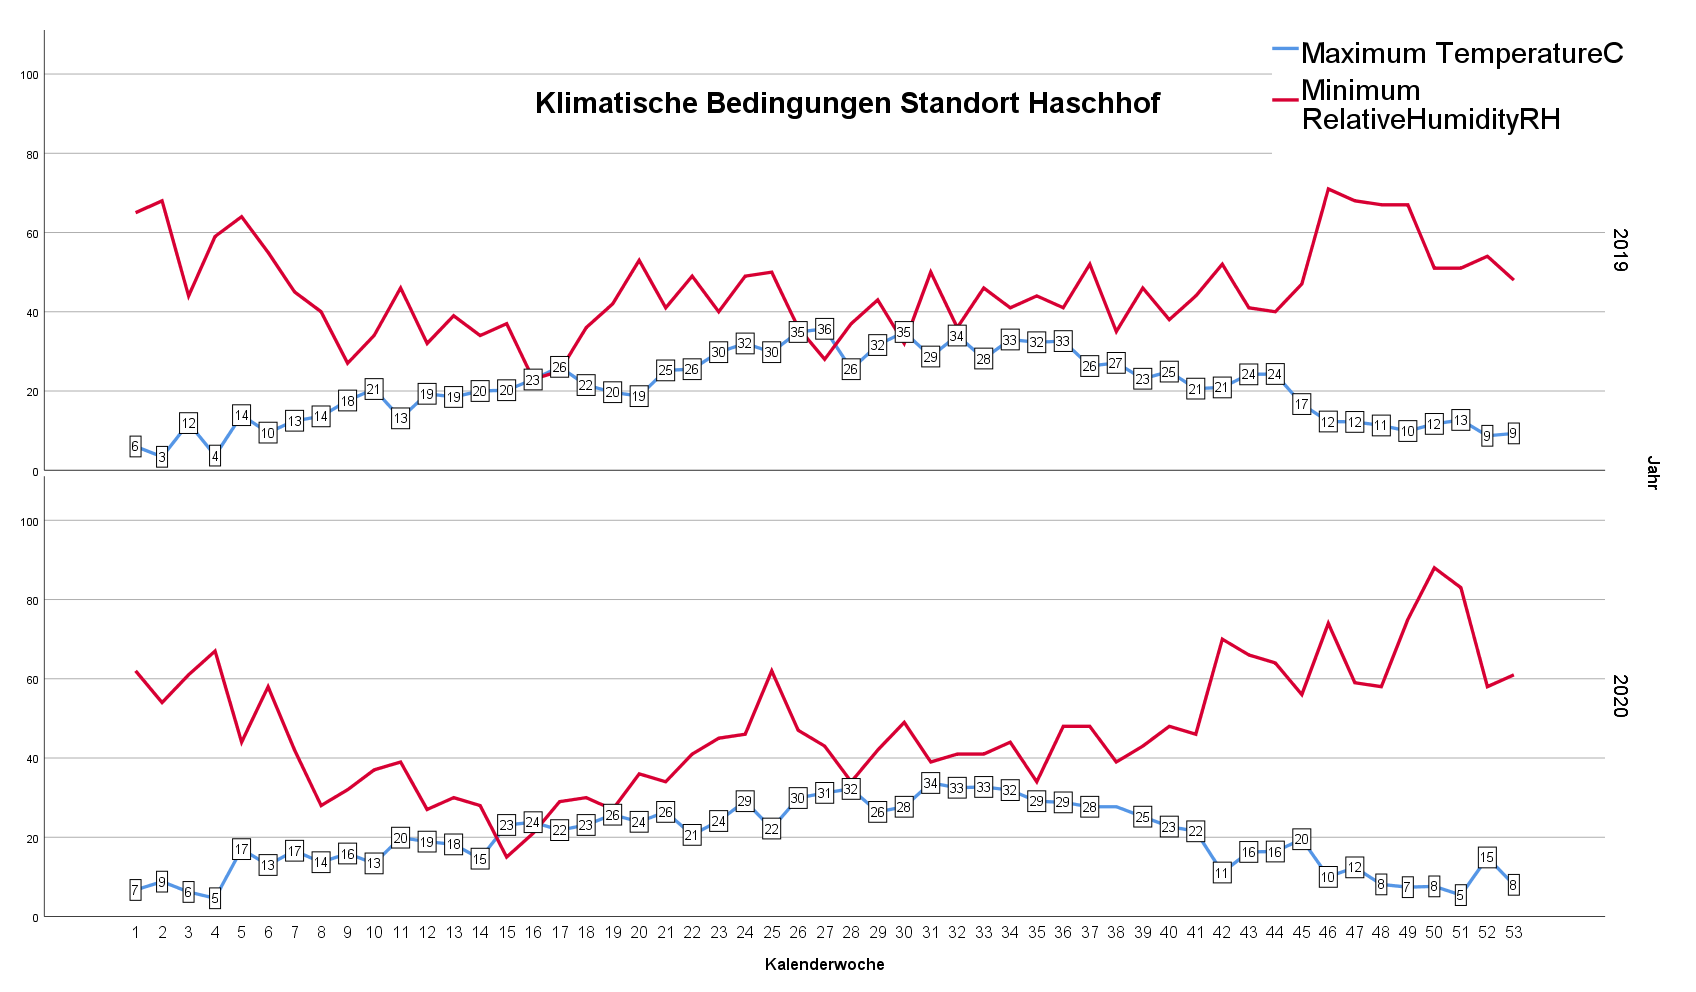 Maximum TemperatureC
Minimum
RelativeHumidityRH
Klimatische Bedingungen Standort Haschhof
100
80
60
40
20
0
6 3 12 4 14 10 13 14 18 21 13 19 19 20 20 23 26 22 20 19 25 26 30 32 30 35 36 26 32 35 29 34 28 33 32 33 26 27 23 25 21 21 24 24 17 12 12 11 10 12 13 9 9
2019
Jahr
100
80
60
40
20
0
7 9 6 5 17 13 17 14 16 13 20 19 18 15 23 24 22 23 26 24 26 21 24 29 22 30 31 32 26 28 34 33 33 32 29 29 28 25 23 22 11 16 16 20 10 12 8 7 8 5 15 8
2020
1 2 3 4 5 6 7 8 9 10 11 12 13 14 15 16 17 18 19 20 21 22 23 24 25 26 27 28 29 30 31 32 33 34 35 36 37 38 39 40 41 42 43 44 45 46 47 48 49 50 51 52 53
Kalenderwoche